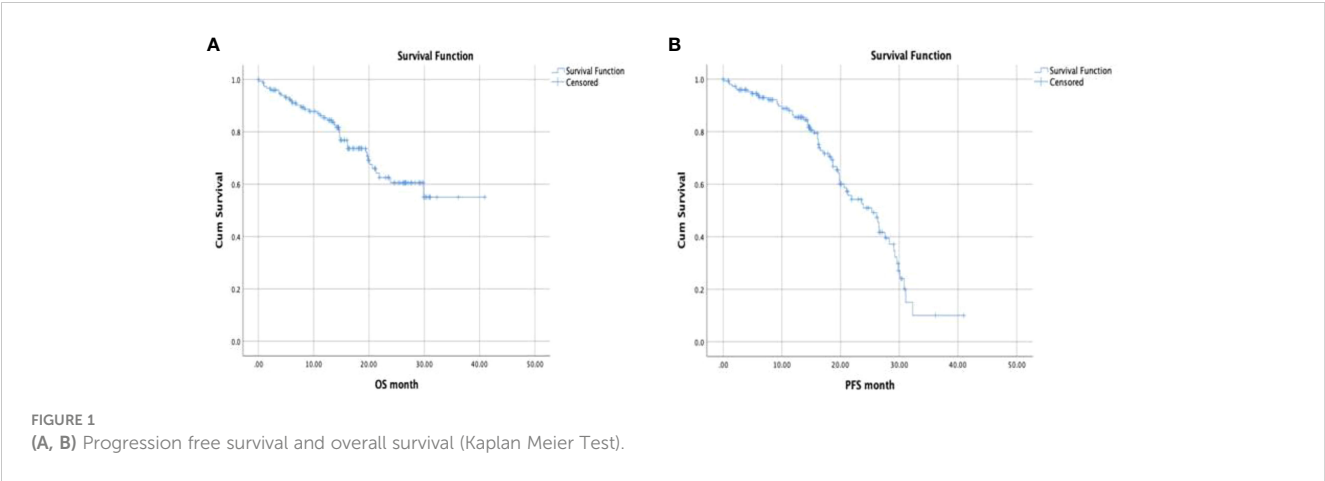 A
Survival Function
Survival Function
Censored
1.0
0.8
0.6
0.4
0.2
0.0
Cum Survival
.00 10.00 20.00 30.00 40.00 50.00
OS month
B
Survival Function
Survival Function
Censored
1.0
0.8
0.6
0.4
0.2
0.0
Cum Survival
.00 10.00 20.00 30.00 40.00 50.00
PFS month
FIGURE 1
(A, B) Progression free survival and overall survival (Kaplan Meier Test).